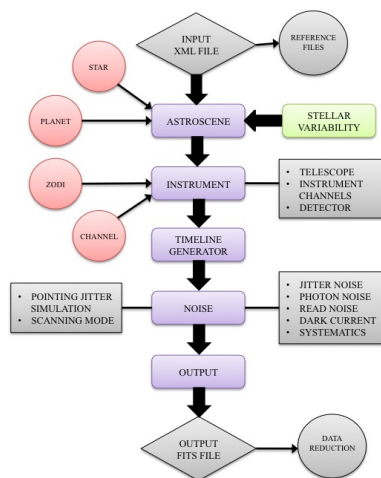 INPUT
XML FILE
REFERENCE
FILES
STAR
PLANET
ASTROSCENE
STELLAR
VARIABILITY
ZODI
INSTRUMENT
• TELESCOPE
• INSTRUMENT
CHANNELS
• DETECTOR
CHANNEL
TIMELINE
GENERATOR
• POINTING JITTER
SIMULATION
• SCANNING MODE
NOISE
• JITTER NOISE
• PHOTON NOISE
• READ NOISE
• DARK CURRENT
• SYSTEMATICS
OUTPUT
OUTPUT
FITS FILE
DATA
REDUCTION